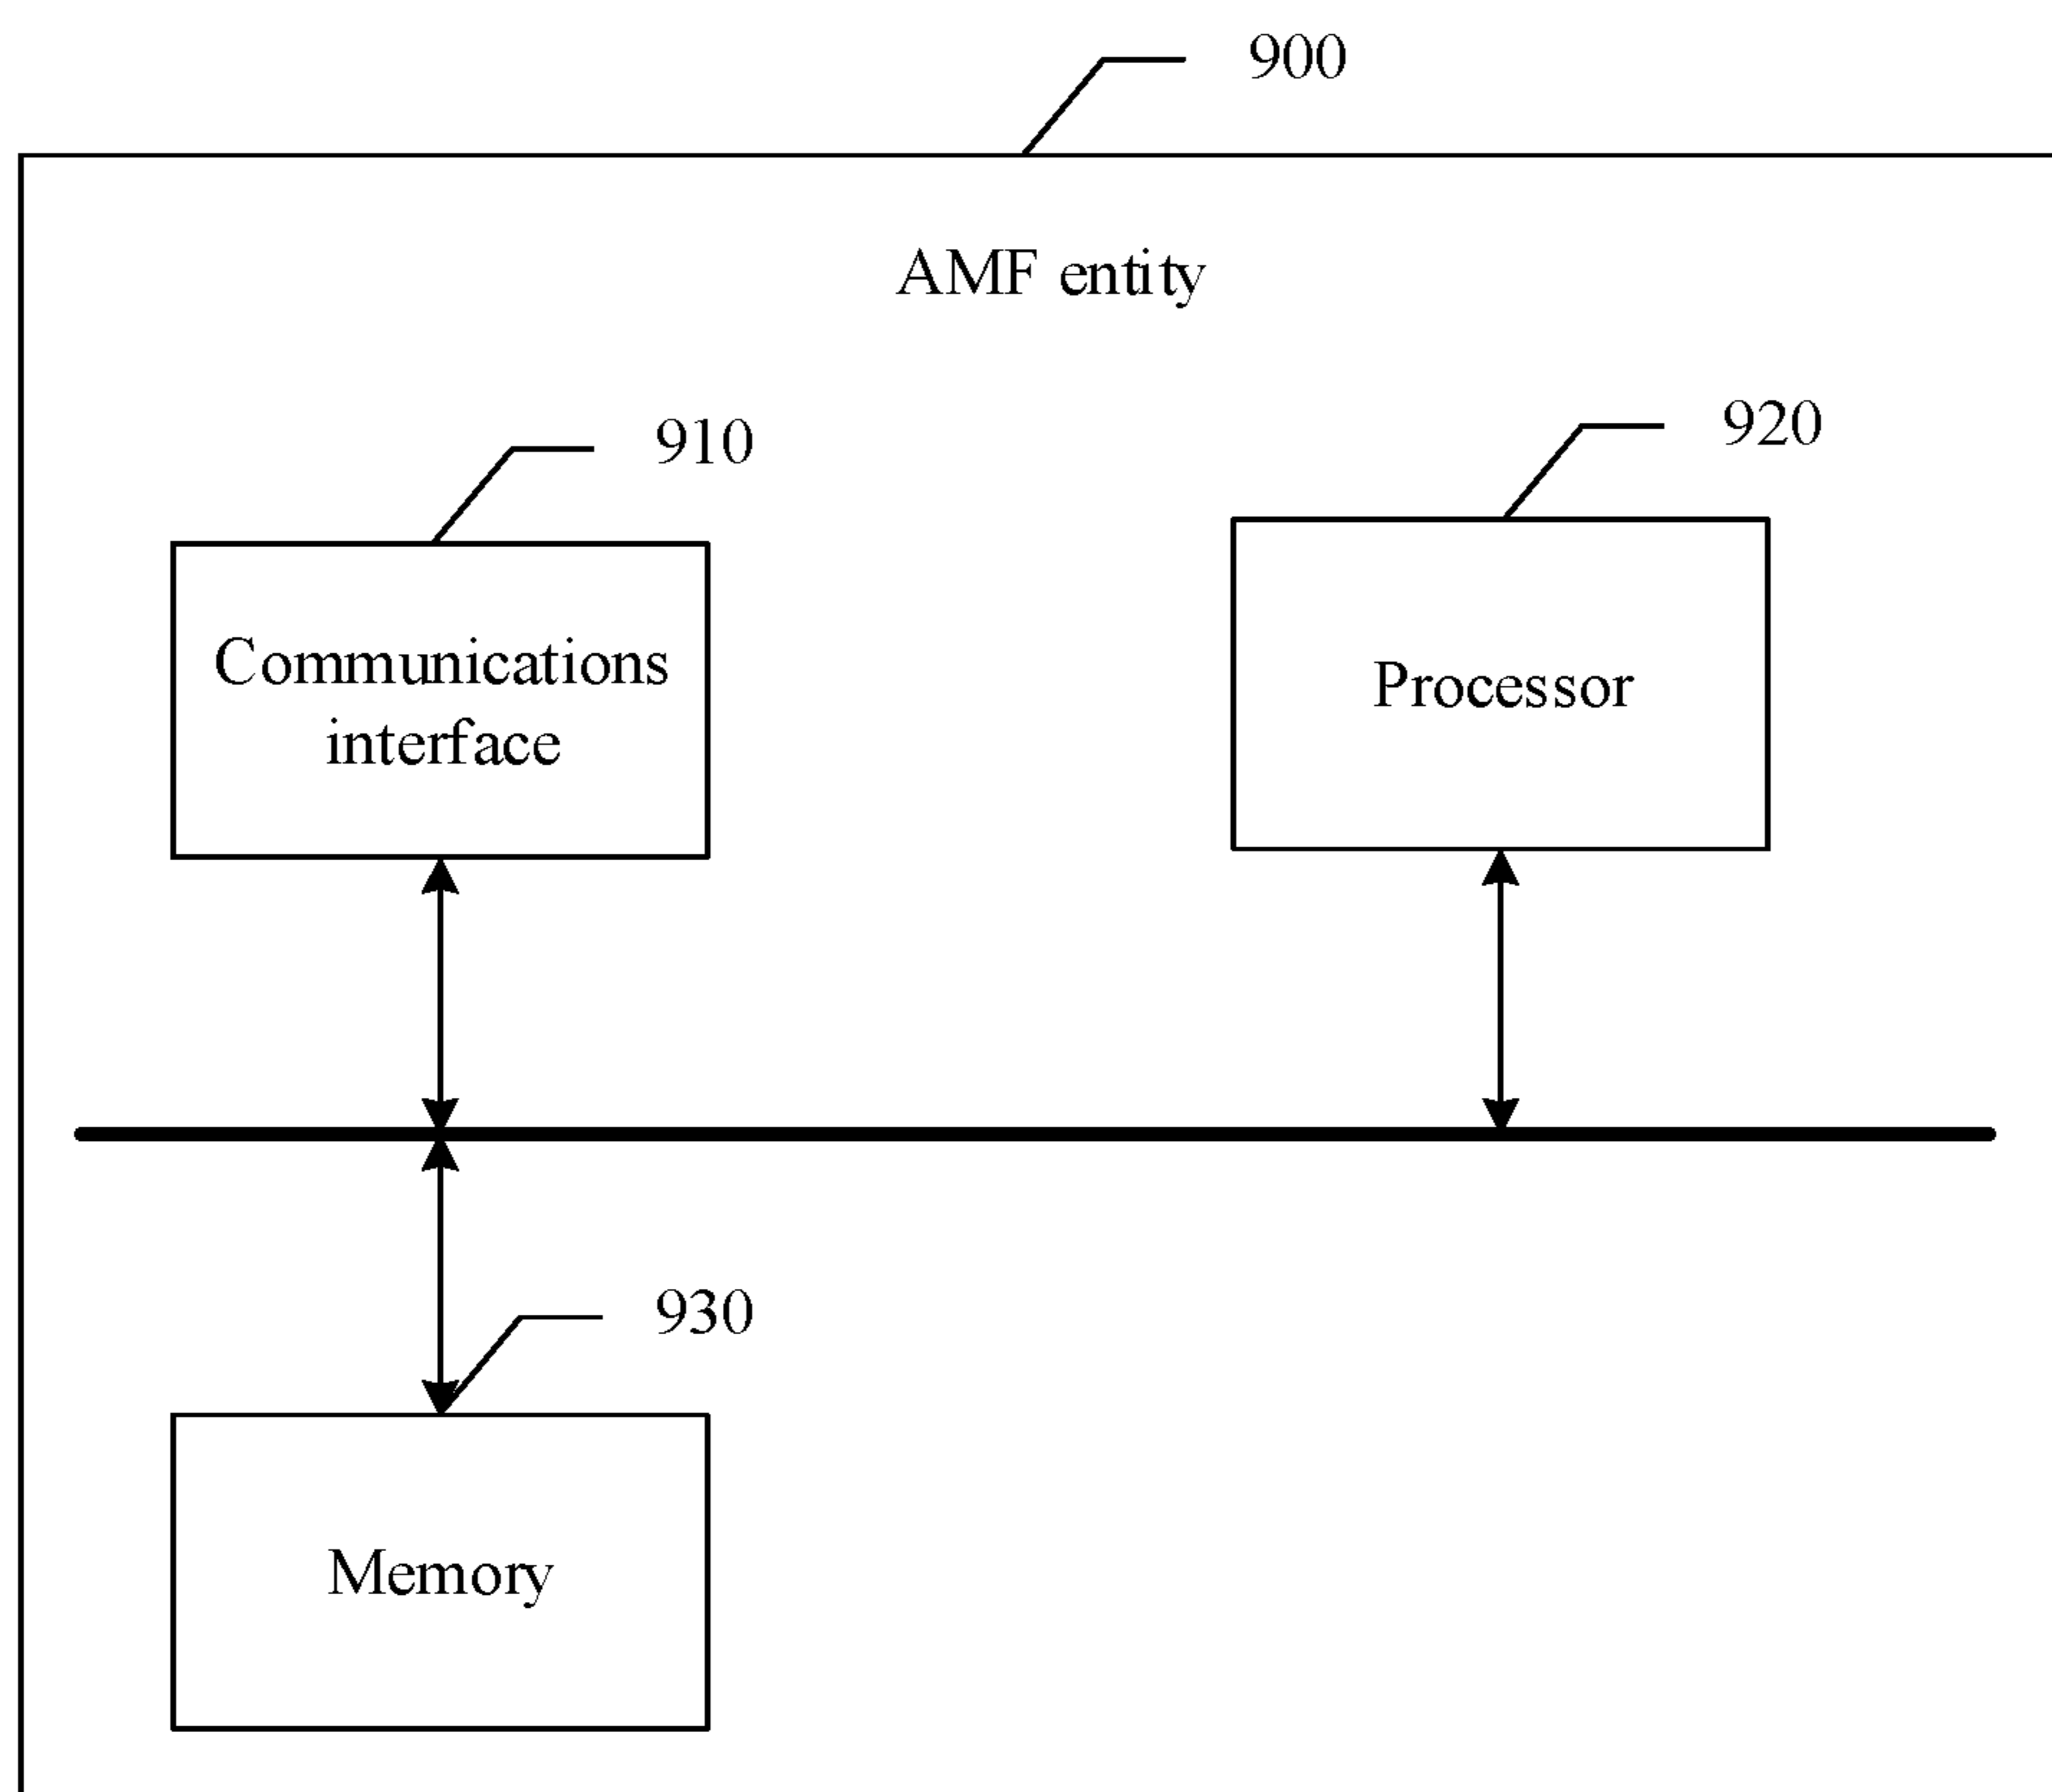 900
AMF entity
910
920
Communications
interface
Processor
930
Memory